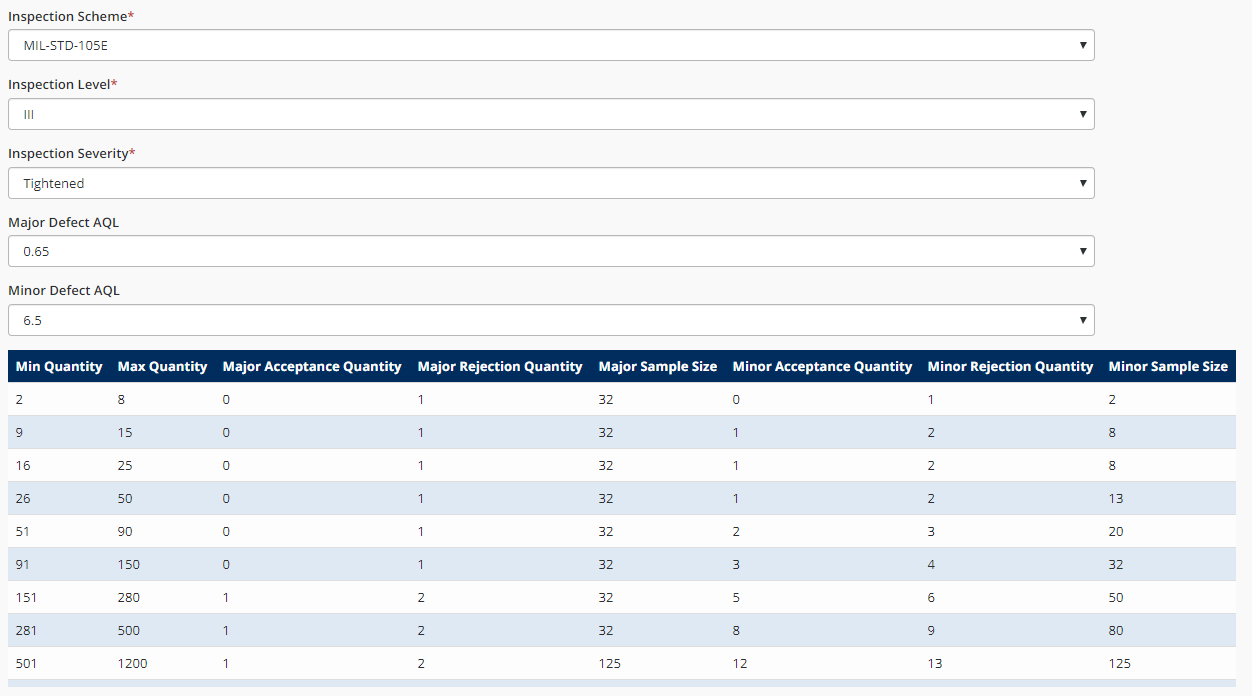 Inspection Scheme*
MIL-STD-105E
Inspection Level*
III
Inspection Severity*
Tightened
Major Defect AQL
0.65
Minor Defect AQL
6.5
Min Quantity Max Quantity Major Acceptance Quantity Major Rejection Quantity Major Sample Size Minor Acceptance Quantity Minor Rejection Quantity Minor Sample Size
2 8 0 1 32 0 1 2
9 15 0 1 32 1 2 8
16 25 0 1 32 1 2 8
26 50 0 1 32 1 2 13
51 90 0 1 32 2 3 20
91 150 0 1 32 3 4 32
151 280 1 2 32 5 6 50
281 500 1 2 32 8 9 80
501 1200 1 2 125 12 13 125